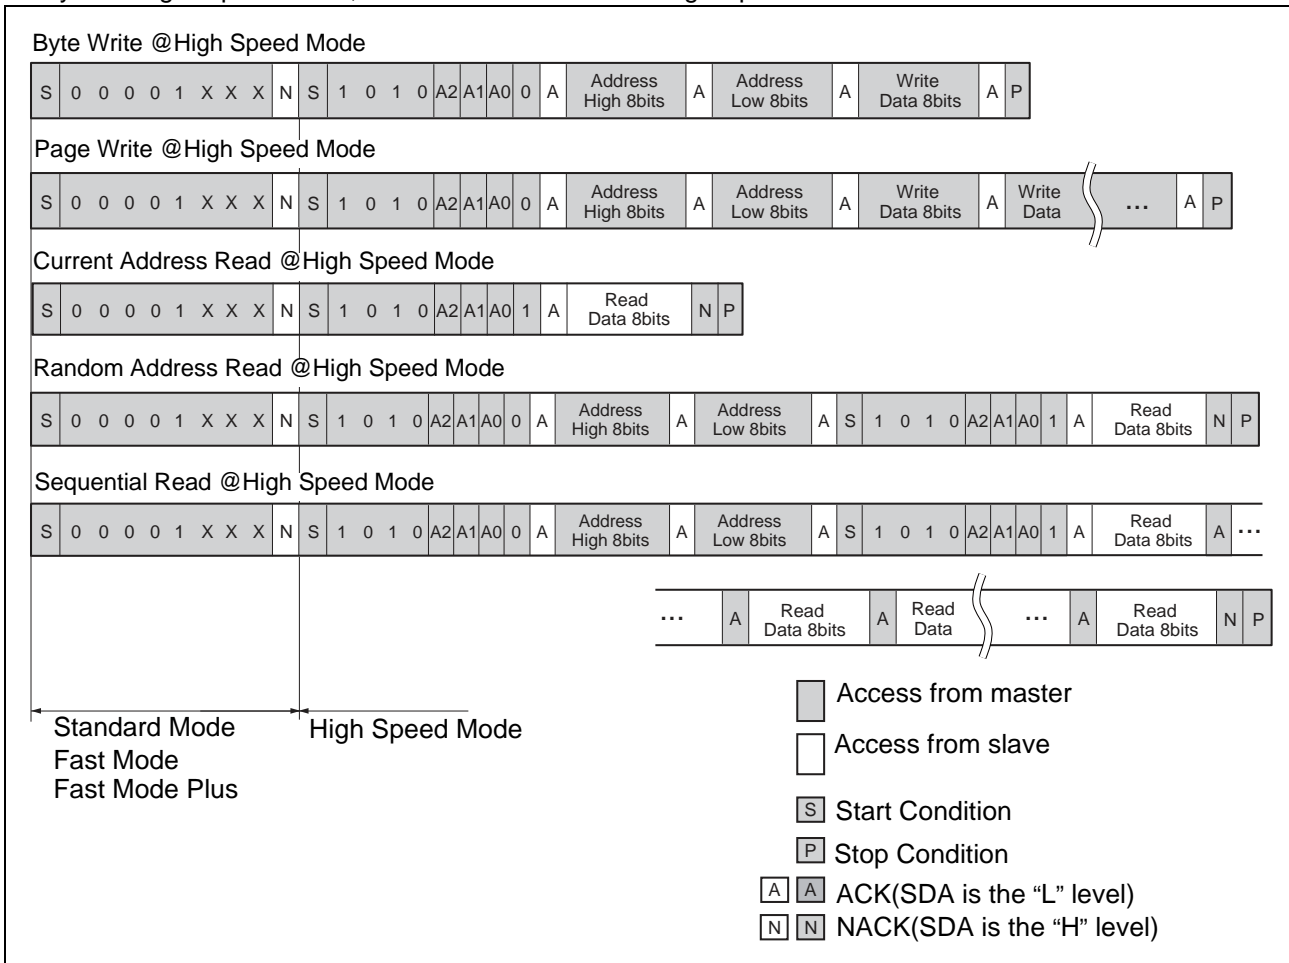 Byte Write @High Speed Mode
S 0 0 0 0 1 X X X N S 1 0 1 0 A2 A1 A0 0 A Address High 8bits A Address Low 8bits A Write Data 8bits A P
Page Write @High Speed Mode
S 0 0 0 0 1 X X X N S 1 0 1 0 A2 A1 A0 0 A Address High 8bits A Address Low 8bits A Write Data 8bits A Write Data ... A P
Current Address Read @High Speed Mode
S 0 0 0 0 1 X X X N S 1 0 1 0 A2 A1 A0 1 A Read Data 8bits N P
Random Address Read @High Speed Mode
S 0 0 0 0 1 X X X N S 1 0 1 0 A2 A1 A0 0 A Address High 8bits A Address Low 8bits A S 1 0 1 0 A2 A1 A0 1 A Read Data 8bits N P
Sequential Read @High Speed Mode
S 0 0 0 0 1 X X X N S 1 0 1 0 A2 A1 A0 0 A Address High 8bits A Address Low 8bits A S 1 0 1 0 A2 A1 A0 1 A Read Data 8bits A ...
... A Read Data 8bits A Read Data ... A Read Data 8bits N P
Standard Mode
Fast Mode
Fast Mode Plus
High Speed Mode
Access from master
Access from slave
S Start Condition
P Stop Condition
A A ACK(SDA is the “L” level)
N N NACK(SDA is the “H” level)